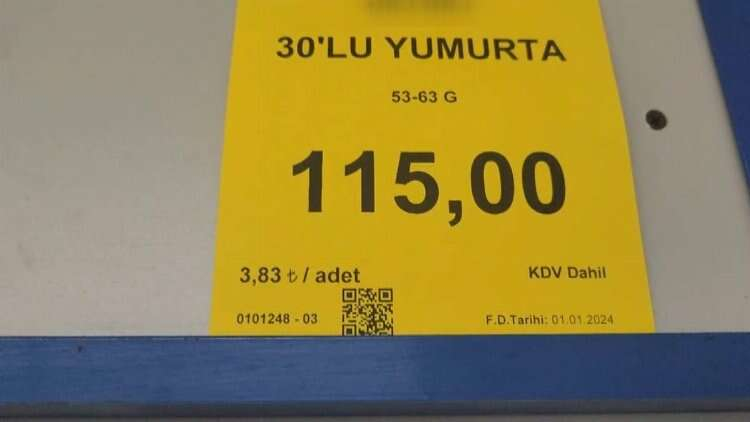 30'LU YUMURTA
53-63 G
115,00
3,83 ₺ / adet
KDV Dahil
0101248 - 03
F.D.Tarihi: 01.01.2024